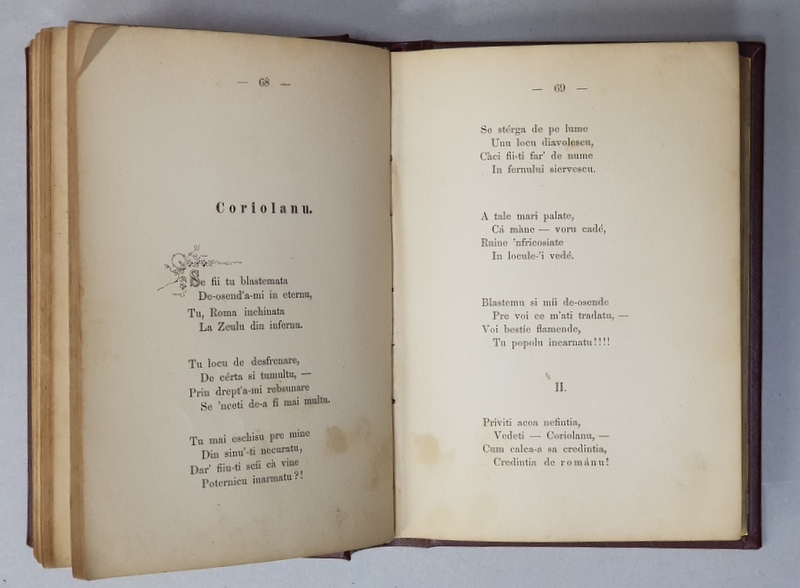 — 68 —
Coriolanu.
Se fii tu blastemata
De-osend'a-mi in eternu,
Tu, Roma inchinata
La Zeulu din infernu.
Tu locu de desfrenare,
De cérta si tumultu, —
Prin drept'a-mi rebsunare
Se 'nceti de-a fi mai multu.
Tu mai eschisu pre mine
Din sinu'-ti necuratu,
Dar' fiiu-ti scíi cà vine
Poternicu inarmatu?!
— 69 —
Se stérga de pe lume
Unu locu diavolescu,
Càci fii-ti far' de nume
In fernului siervescu.
A tale mari palate,
Cá màne — voru cadé,
Ruine 'nfricosiate
In locule-'i vedé.
Blastemu si míi de-osende
Pre voi ce m'ati tradatu, —
Voi bestie flamende,
Tu popolu incarnatu!!!!
II.
Priviti acea nefintia,
Vedeti — Coriolanu, —
Cum calca-a sa credintia,
Credintia de románu!